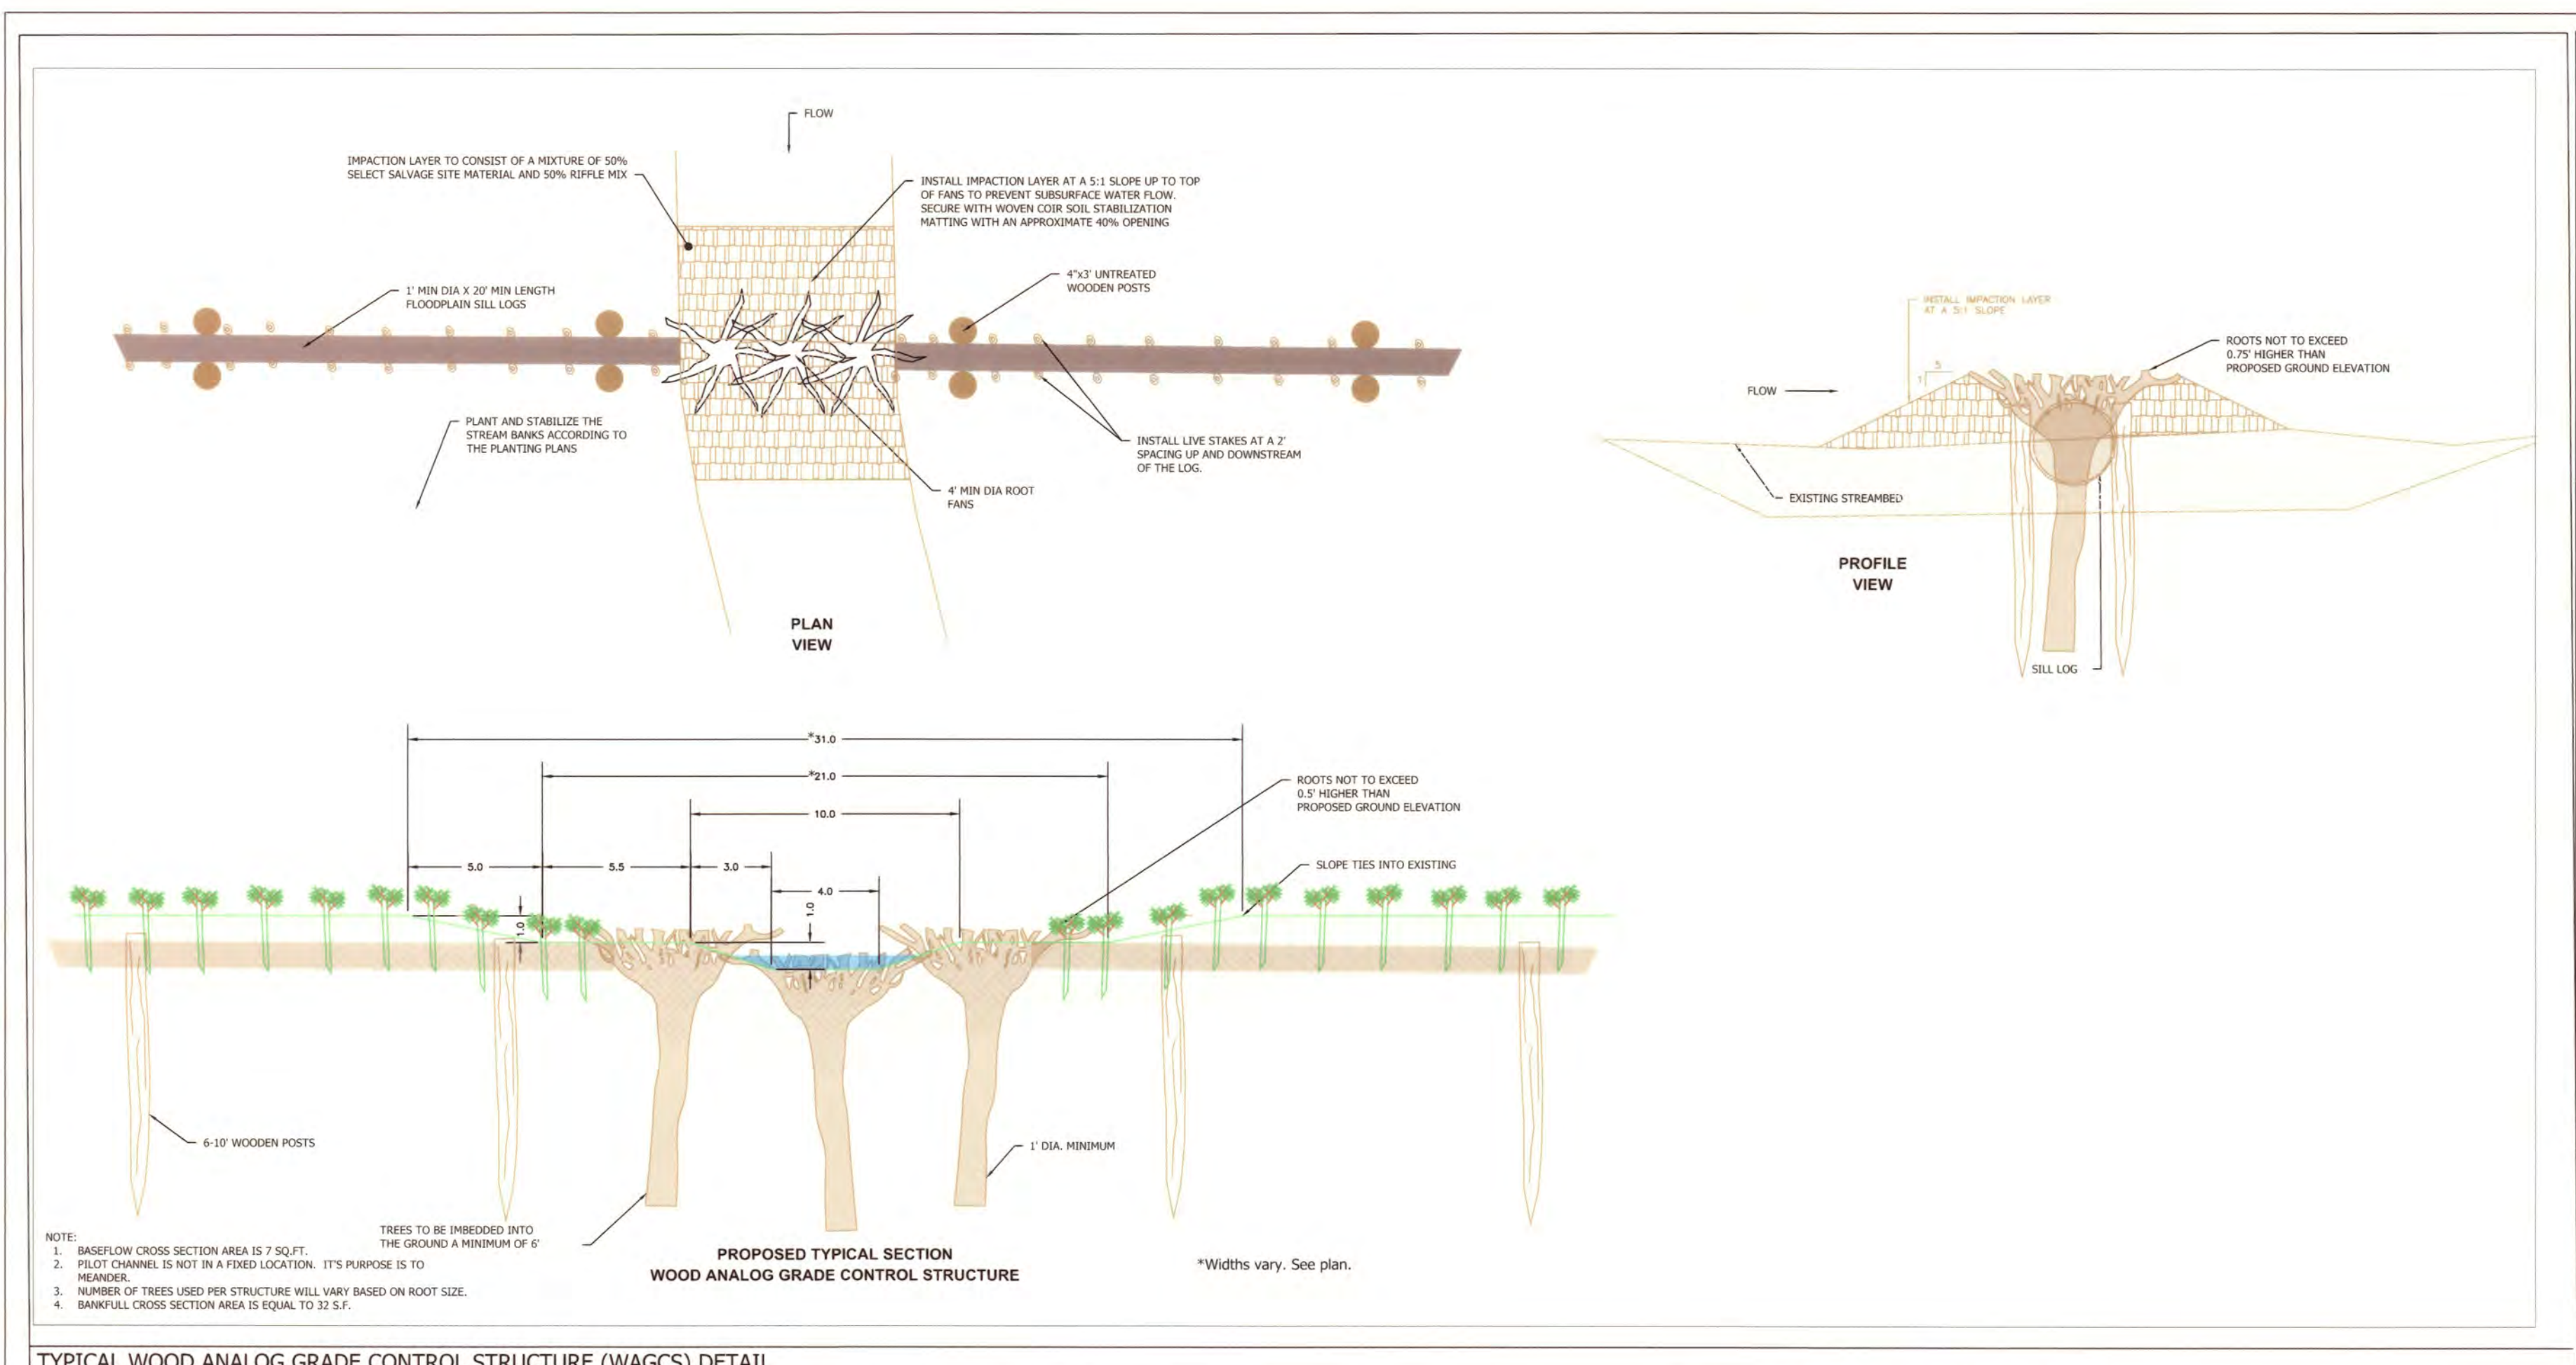 FLOW
IMPACTION LAYER TO CONSIST OF A MIXTURE OF 50%
SELECT SALVAGE SITE MATERIAL AND 50% RIFFLE MIX
INSTALL IMPACTION LAYER AT A 5:1 SLOPE UP TO TOP
OF FANS TO PREVENT SUBSURFACE WATER FLOW.
SECURE WITH WOVEN COIR SOIL STABILIZATION
MATTING WITH AN APPROXIMATE 40% OPENING
1' MIN DIA X 20' MIN LENGTH
FLOODPLAIN SILL LOGS
4"x3' UNTREATED
WOODEN POSTS
PLANT AND STABILIZE THE
STREAM BANKS ACCORDING TO
THE PLANTING PLANS
INSTALL LIVE STAKES AT A 2'
SPACING UP AND DOWNSTREAM
OF THE LOG.
4' MIN DIA ROOT
FANS
PLAN
VIEW
INSTALL IMPACTION LAYER
AT A 5:1 SLOPE
ROOTS NOT TO EXCEED
0.75' HIGHER THAN
PROPOSED GROUND ELEVATION
5
1
FLOW
EXISTING STREAMBED
PROFILE
VIEW
SILL LOG
*31.0
*21.0
10.0
5.0
5.5
3.0
4.0
1.0
1.0
ROOTS NOT TO EXCEED
0.5' HIGHER THAN
PROPOSED GROUND ELEVATION
SLOPE TIES INTO EXISTING
6-10' WOODEN POSTS
1' DIA. MINIMUM
TREES TO BE IMBEDDED INTO
THE GROUND A MINIMUM OF 6'
PROPOSED TYPICAL SECTION
WOOD ANALOG GRADE CONTROL STRUCTURE
*Widths vary. See plan.
NOTE:
1. BASEFLOW CROSS SECTION AREA IS 7 SQ.FT.
2. PILOT CHANNEL IS NOT IN A FIXED LOCATION. IT'S PURPOSE IS TO
MEANDER.
3. NUMBER OF TREES USED PER STRUCTURE WILL VARY BASED ON ROOT SIZE.
4. BANKFULL CROSS SECTION AREA IS EQUAL TO 32 S.F.
TYPICAL WOOD ANALOG GRADE CONTROL STRUCTURE (WAGCS) DETAIL